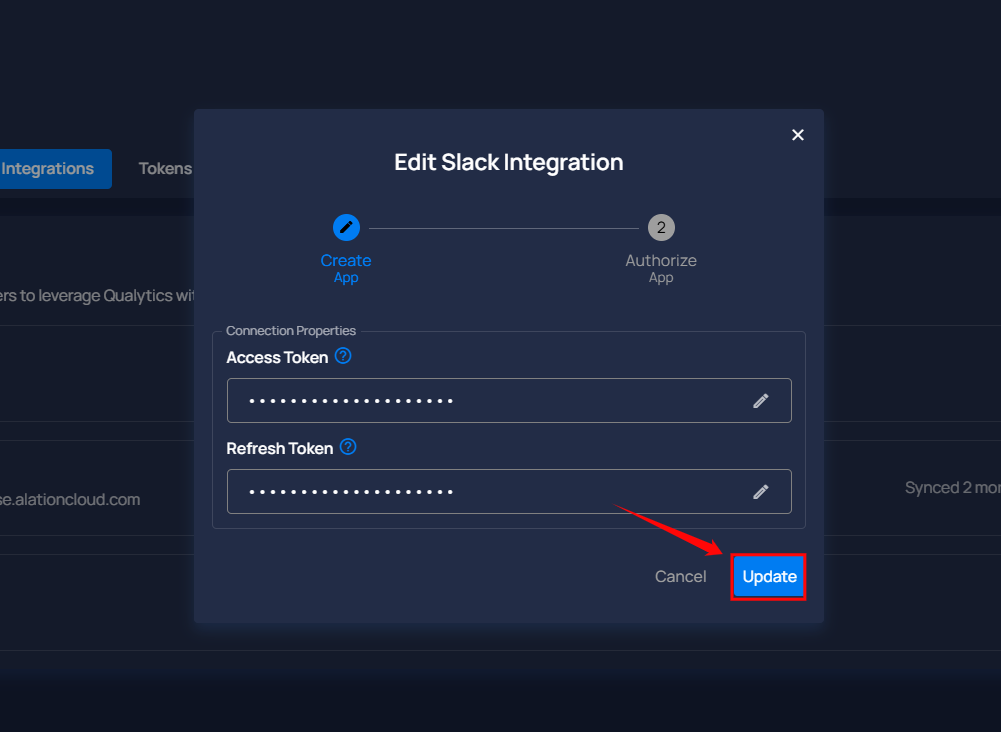 Edit Slack Integration
Integrations
Tokens
2
Create
App
Authorize
App
ers to leverage Qualytics wit
Connection Properties
Access Token ?
•••••••••••••••••••
Refresh Token ?
•••••••••••••••••••
se.alationcloud.com
Synced 2 mor
Cancel
Update